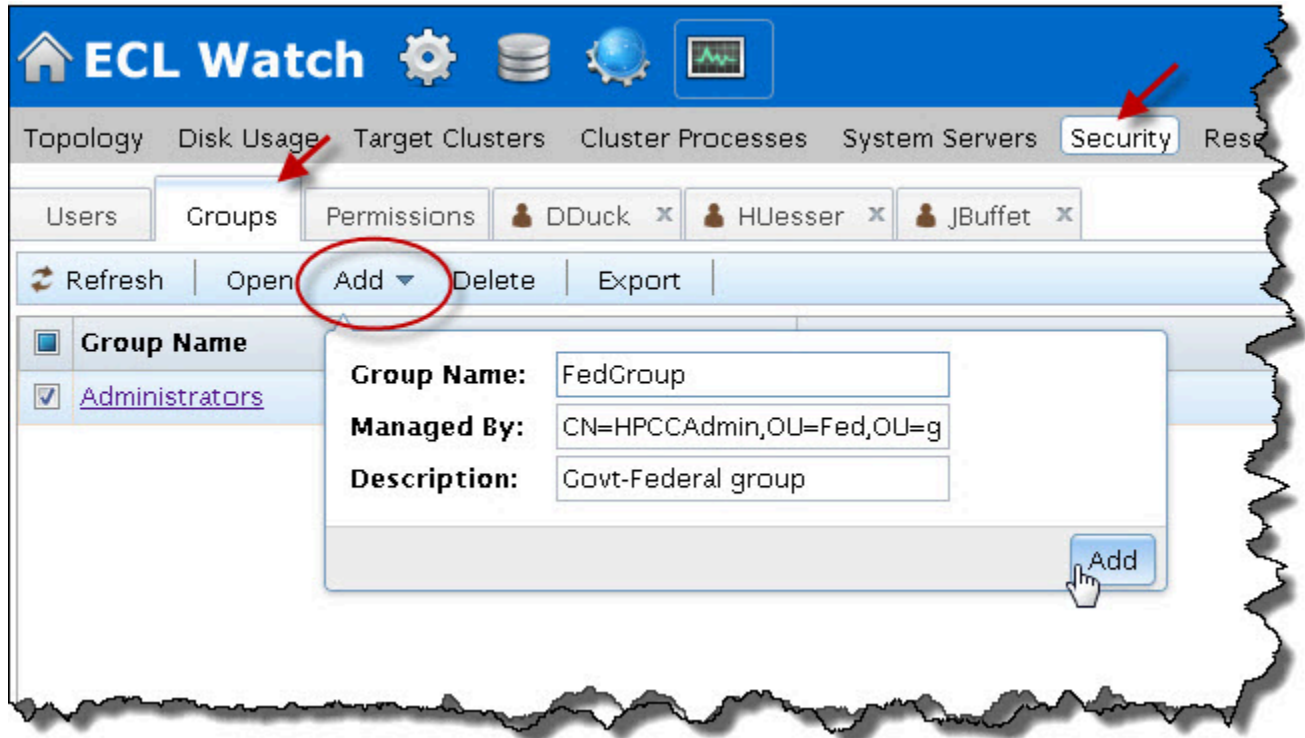 ECL Watch
Topology Disk Usage Target Clusters Cluster Processes System Servers Security Rese
Users Groups Permissions DDuck x HUesser x JBuffet x
Refresh Open Add Delete Export
Group Name
Administrators
Group Name: FedGroup
Managed By: CN=HPCCAdmin,OU=Fed,OU=g
Description: Govt-Federal group
Add